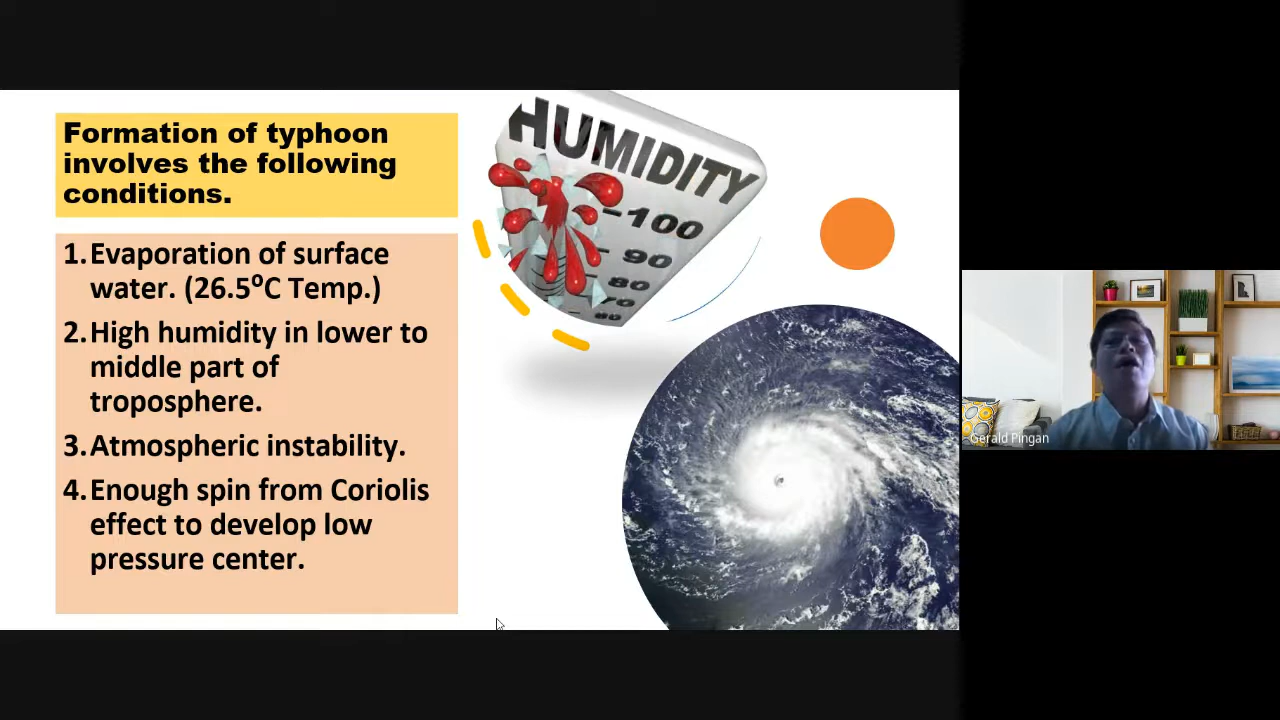 Formation of typhoon
involves the following
conditions.
1. Evaporation of surface
water. (26.5⁰C Temp.)
2. High humidity in lower to
middle part of
troposphere.
3. Atmospheric instability.
4. Enough spin from Coriolis
effect to develop low
pressure center.
HUMIDITY
100
90
80
70
Gerald Pingan